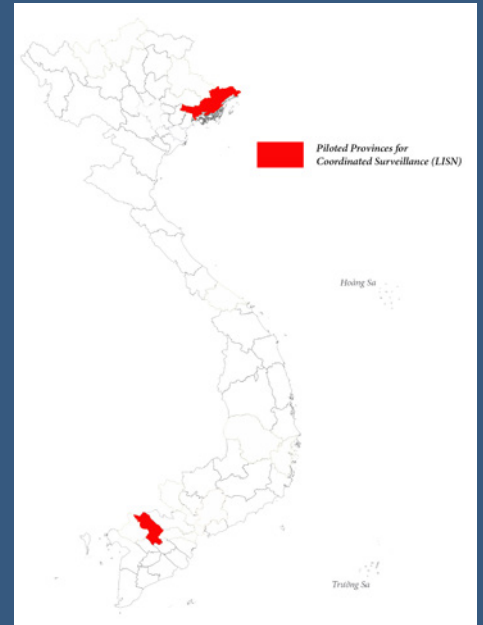 Piloted Provinces for
Coordinated Surveillance (LISN)
Hoàng Sa
Trường Sa